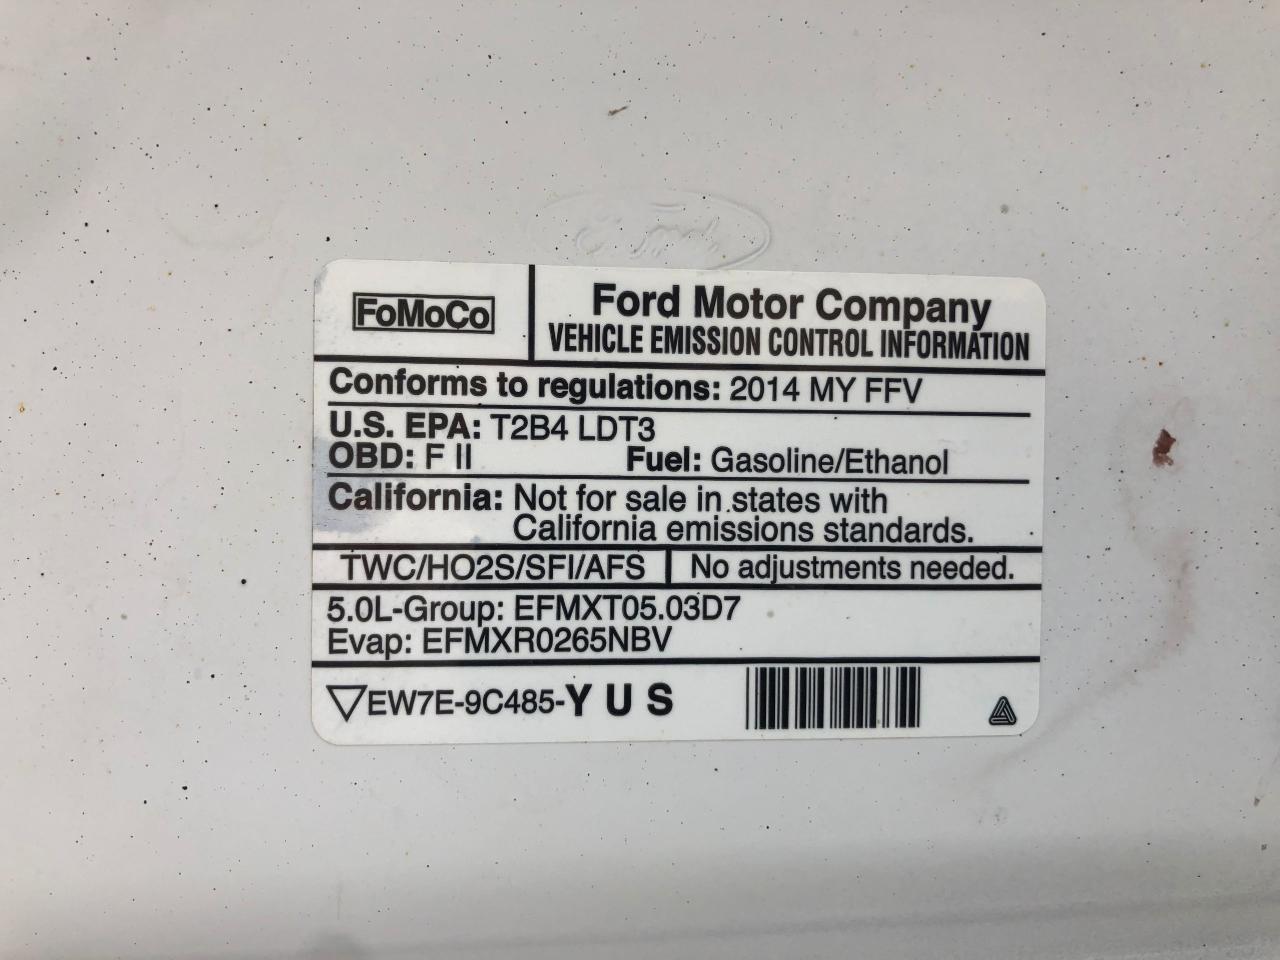 Ford
FoMoCo
Ford Motor Company
VEHICLE EMISSION CONTROL INFORMATION
Conforms to regulations: 2014 MY FFV
U.S. EPA: T2B4 LDT3
OBD: F II Fuel: Gasoline/Ethanol
California: Not for sale in states with
California emissions standards.
TWC/HO2S/SFI/AFS No adjustments needed.
5.0L-Group: EFMXT05.03D7
Evap: EFMXR0265NBV
▽EW7E-9C485-Y U S